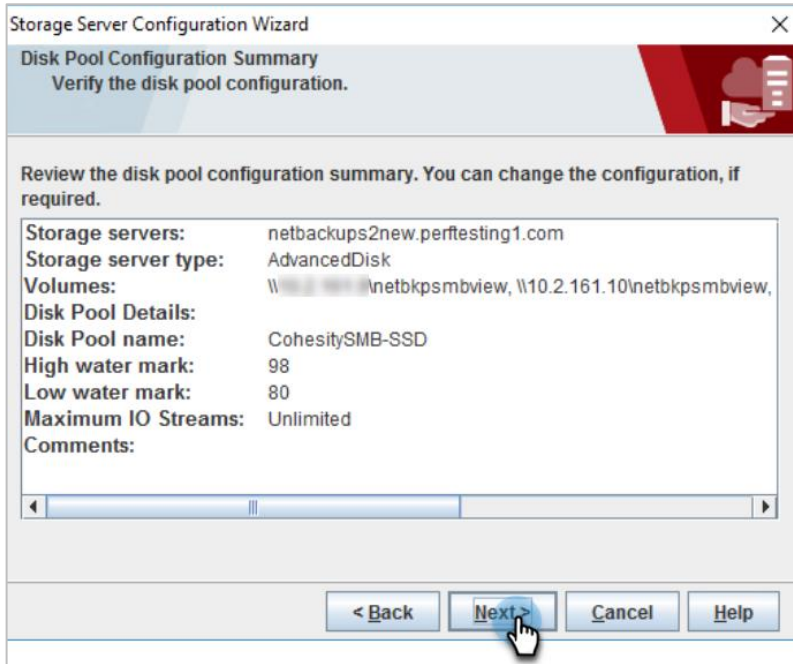 Storage Server Configuration Wizard
Disk Pool Configuration Summary
Verify the disk pool configuration.
Review the disk pool configuration summary. You can change the configuration, if
required.
Storage servers: netbackups2new.perftesting1.com
Storage server type: AdvancedDisk
Volumes: \\ \netbkpsmbview, \\10.2.161.10\netbkpsmbview,
Disk Pool Details:
Disk Pool name: CohesitySMB-SSD
High water mark: 98
Low water mark: 80
Maximum IO Streams: Unlimited
Comments:
< Back Next > Cancel Help